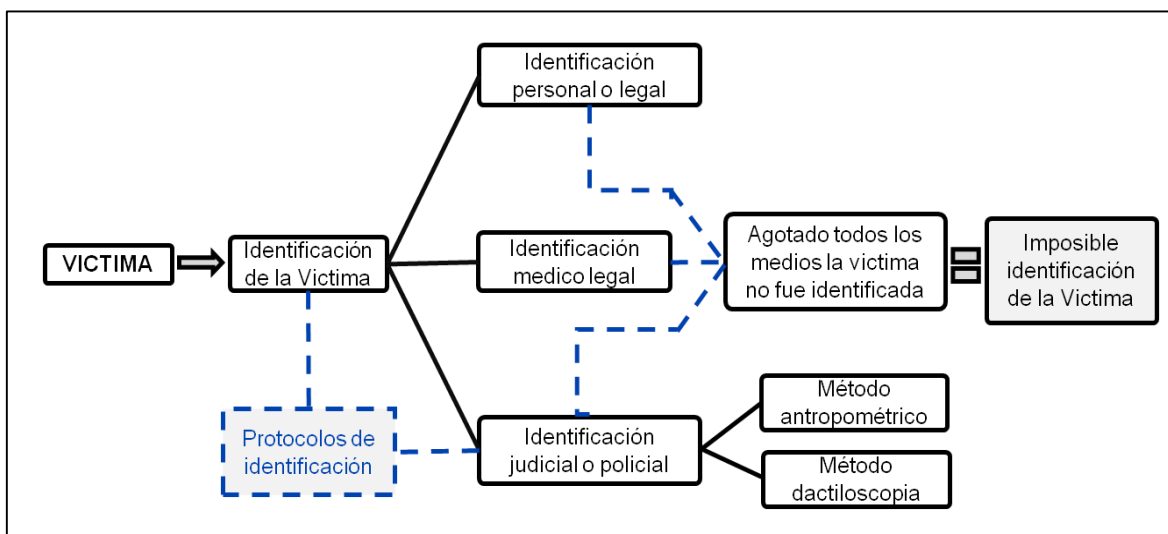 Identificación
personal o legal
VICTIMA
Identificación
de la Victima
Identificación
medico legal
Agotado todos los
medios la victima
no fue identificada
Imposible
identificación
de la Victima
Protocolos de
identificación
Identificación
judicial o policial
Método
antropométrico
Método
dactiloscopia